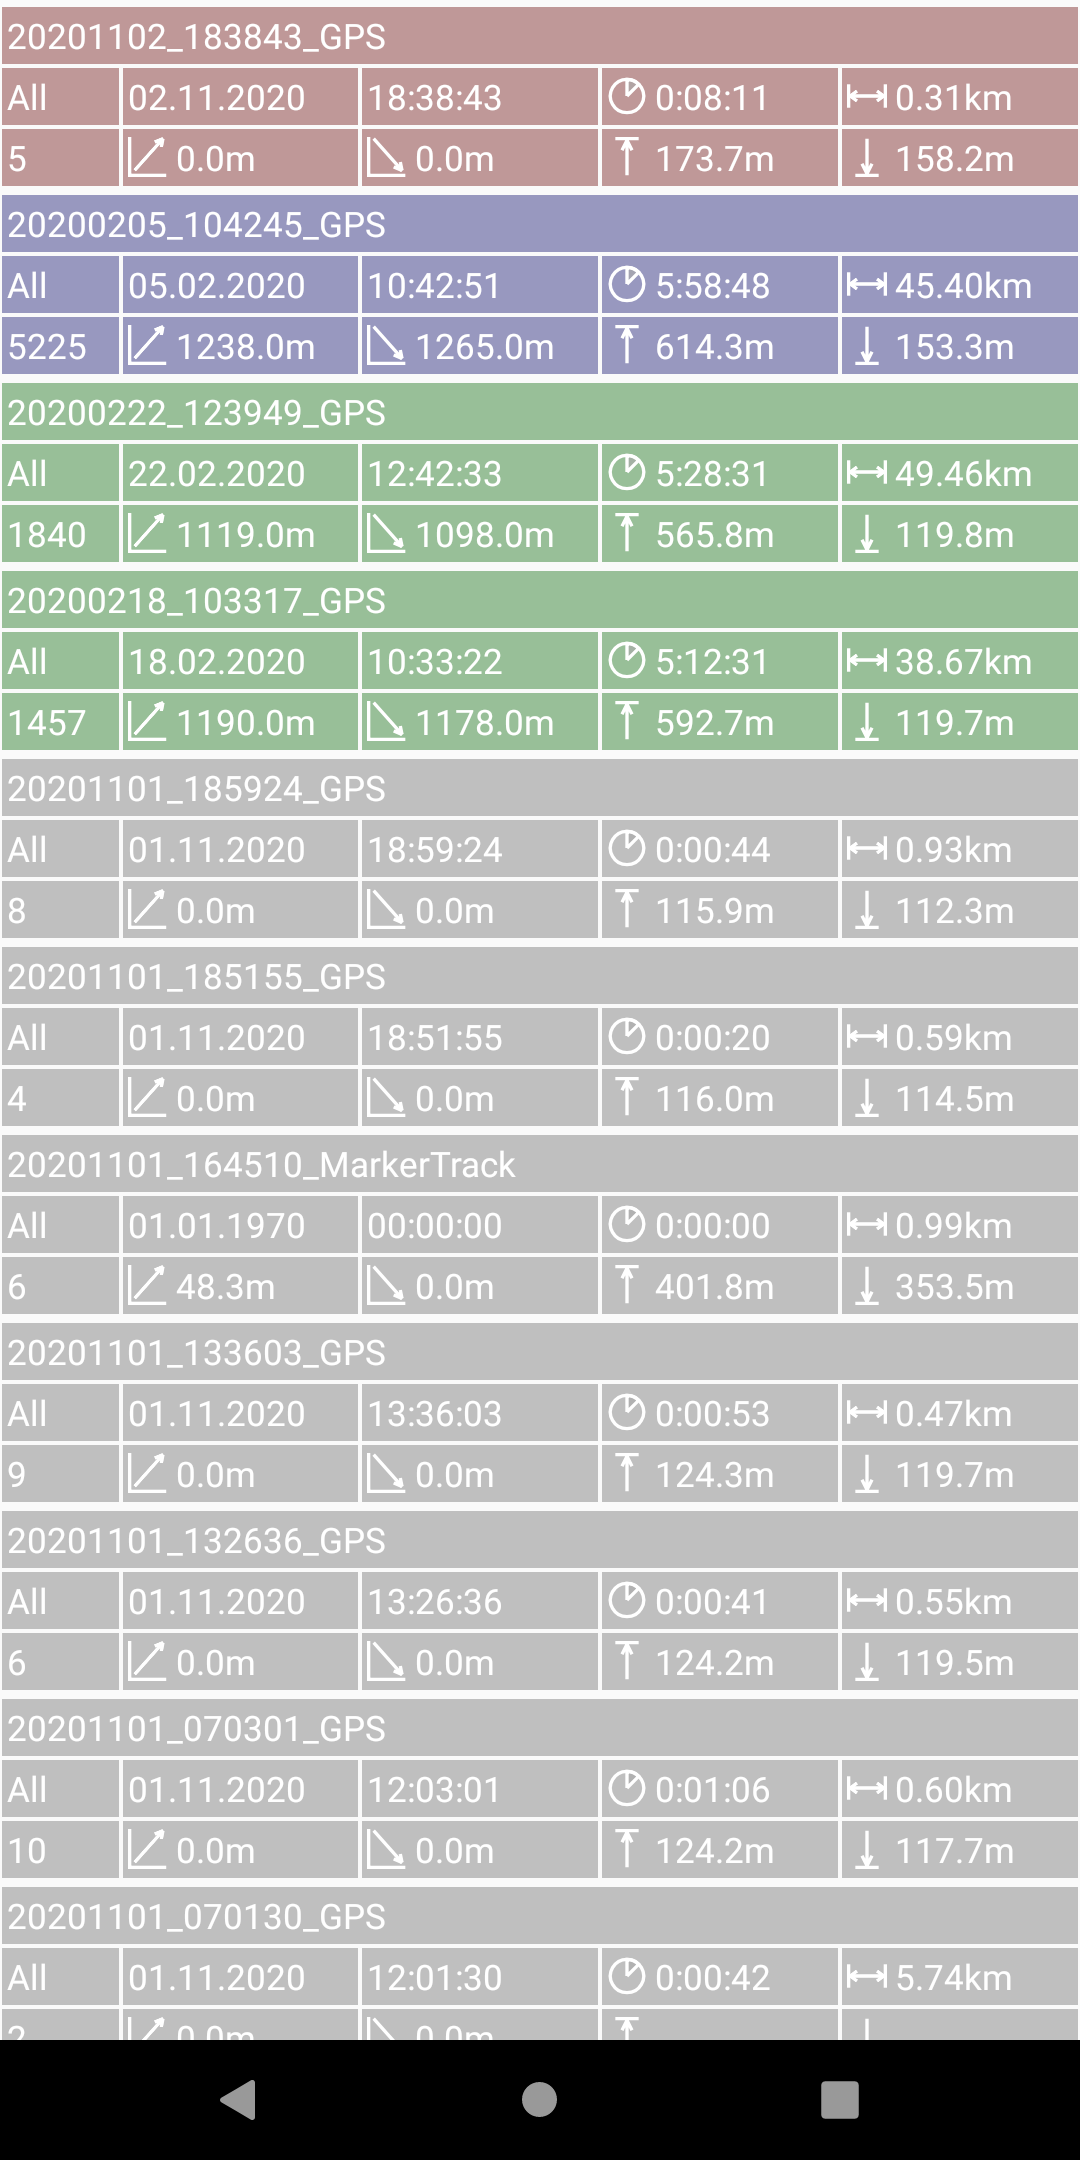 20201102_183843_GPS
All 02.11.2020 18:38:43 0:08:11 0.31km
5 0.0m 0.0m 173.7m 158.2m
20200205_104245_GPS
All 05.02.2020 10:42:51 5:58:48 45.40km
5225 1238.0m 1265.0m 614.3m 153.3m
20200222_123949_GPS
All 22.02.2020 12:42:33 5:28:31 49.46km
1840 1119.0m 1098.0m 565.8m 119.8m
20200218_103317_GPS
All 18.02.2020 10:33:22 5:12:31 38.67km
1457 1190.0m 1178.0m 592.7m 119.7m
20201101_185924_GPS
All 01.11.2020 18:59:24 0:00:44 0.93km
8 0.0m 0.0m 115.9m 112.3m
20201101_185155_GPS
All 01.11.2020 18:51:55 0:00:20 0.59km
4 0.0m 0.0m 116.0m 114.5m
20201101_164510_MarkerTrack
All 01.01.1970 00:00:00 0:00:00 0.99km
6 48.3m 0.0m 401.8m 353.5m
20201101_133603_GPS
All 01.11.2020 13:36:03 0:00:53 0.47km
9 0.0m 0.0m 124.3m 119.7m
20201101_132636_GPS
All 01.11.2020 13:26:36 0:00:41 0.55km
6 0.0m 0.0m 124.2m 119.5m
20201101_070301_GPS
All 01.11.2020 12:03:01 0:01:06 0.60km
10 0.0m 0.0m 124.2m 117.7m
20201101_070130_GPS
All 01.11.2020 12:01:30 0:00:42 5.74km
0.0m 0.0m